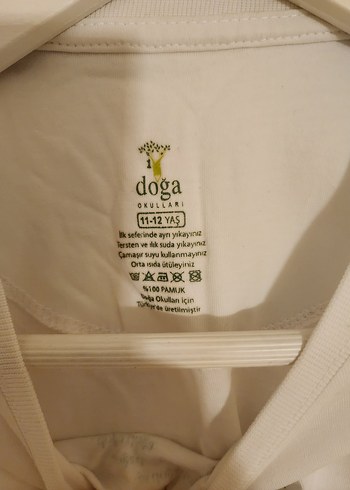 doğa
OKULLARI
11-12 YAŞ
İlk seferinde ayrı yıkayınız
Tersten ve ılık suda yıkayınız
Çamaşır suyu kullanmayınız
Orta ısıda ütüleyiniz
%100 PAMUK
Doğa Okulları için
Türkiye'de üretilmiştir